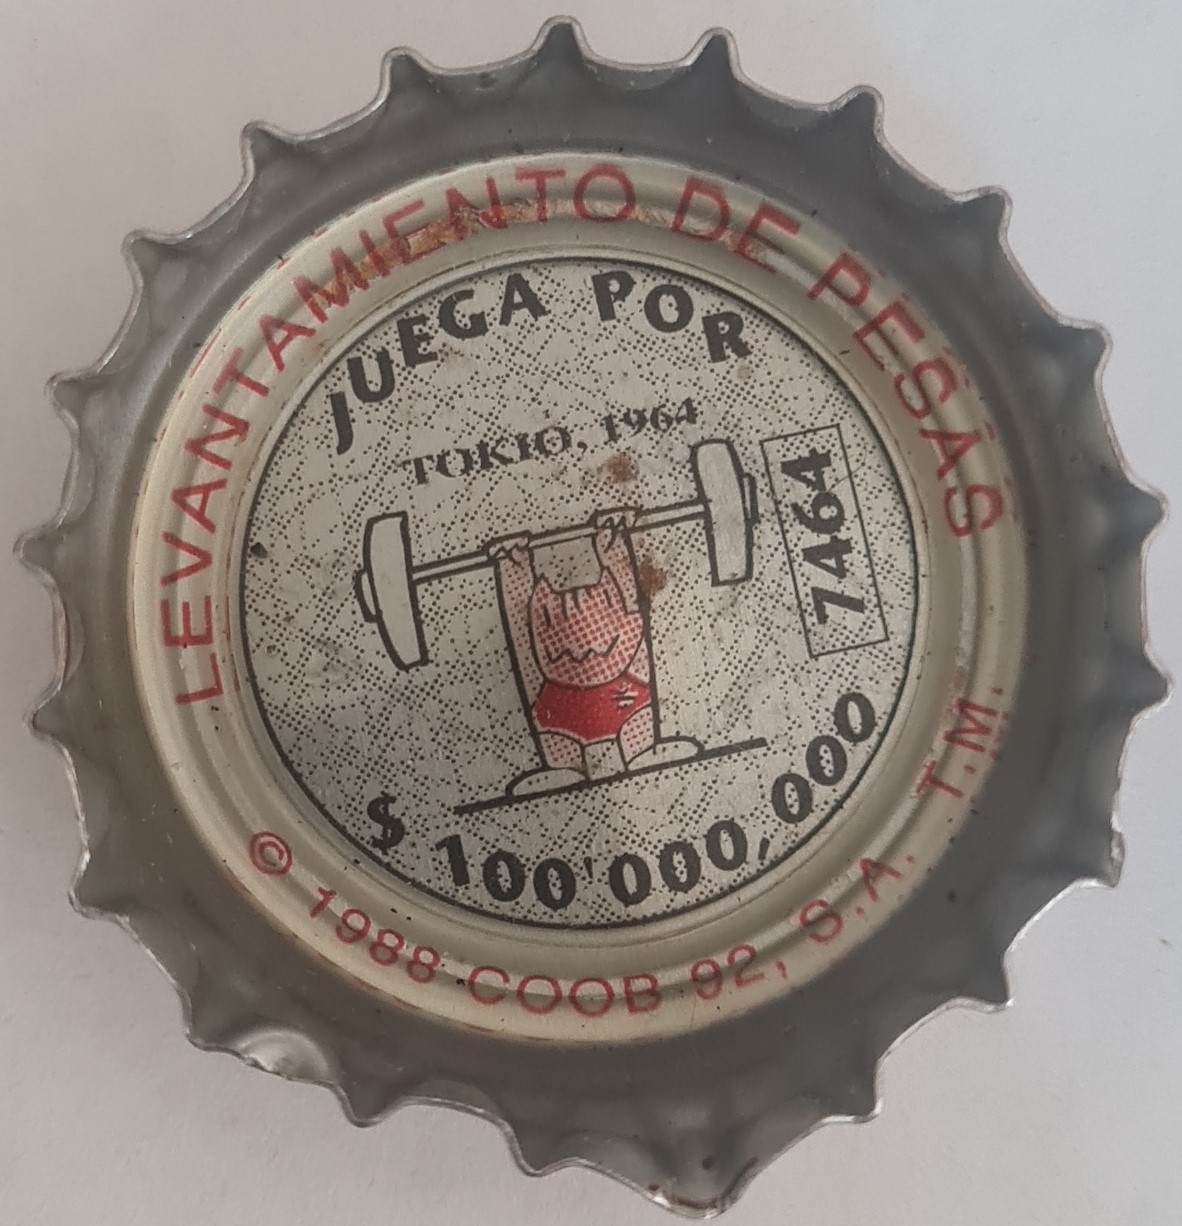 LEVANTAMIENTO DE PESAS
JUEGA POR
TOKIO, 1964
7464
$ 100'000,000
© 1988 COOB 92, S.A. T.M.